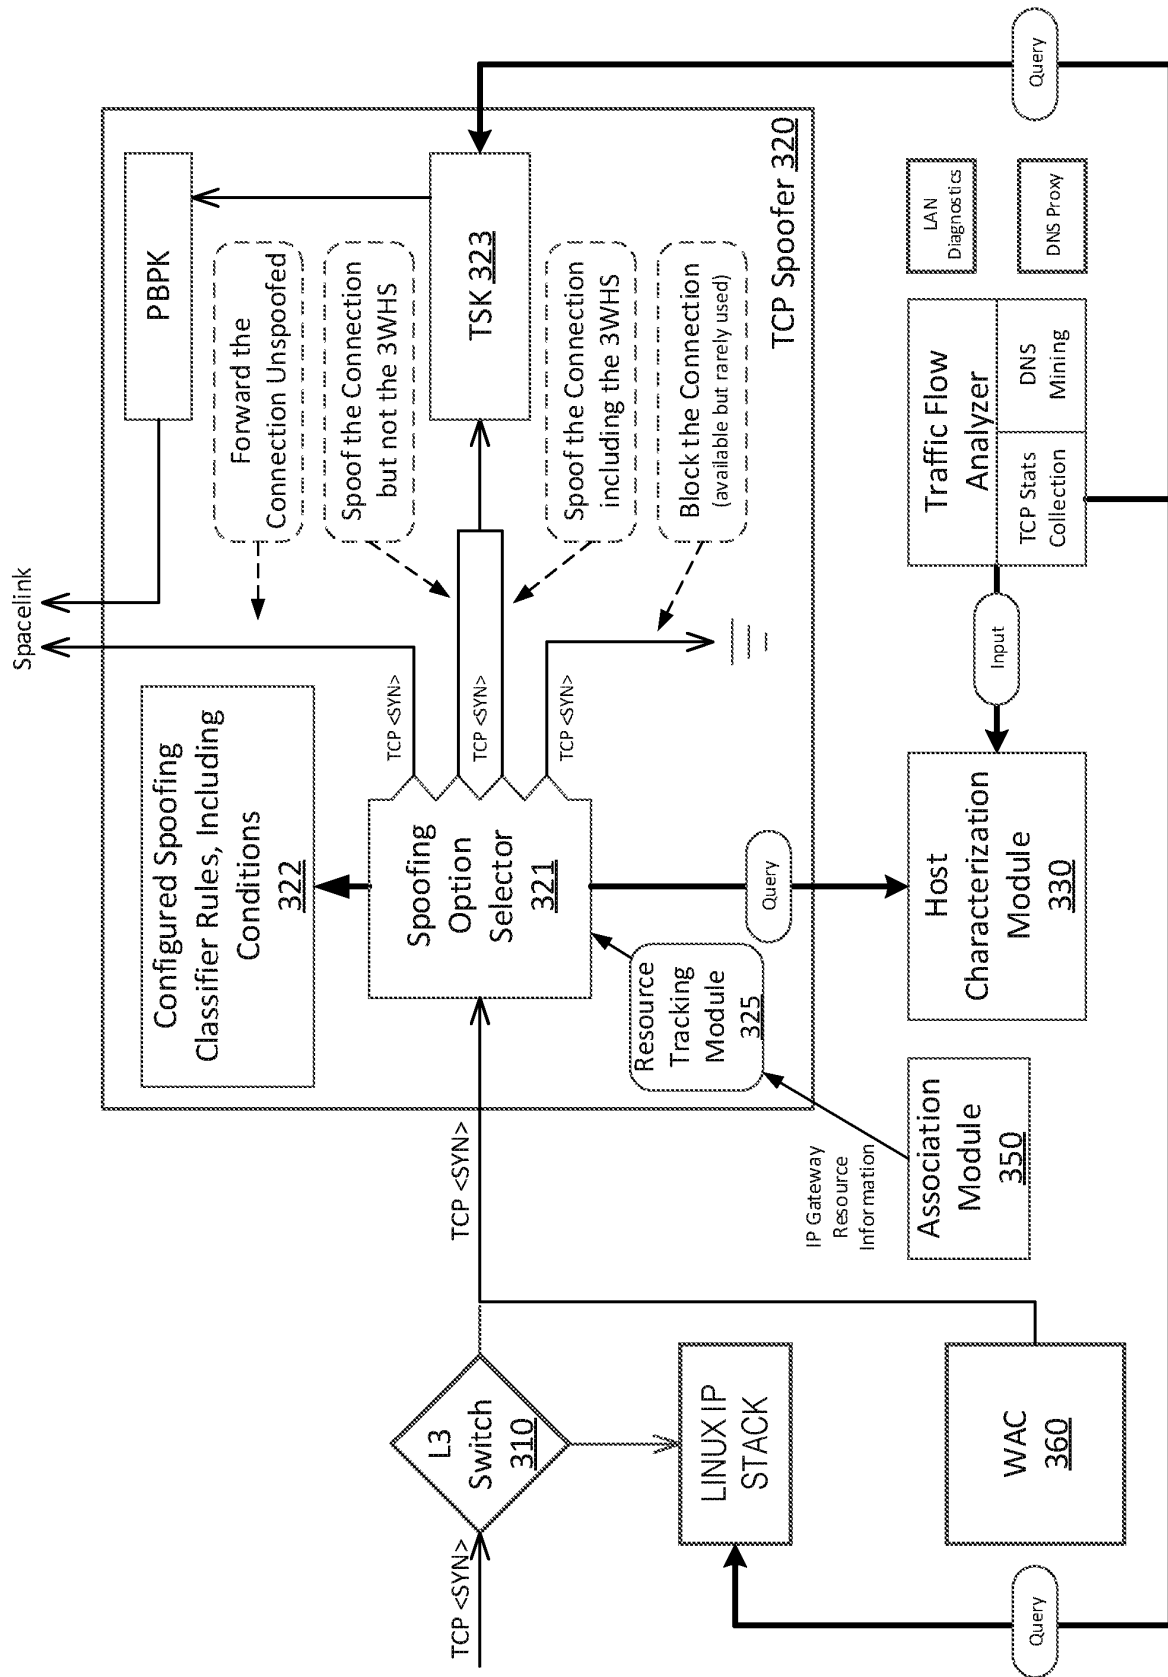 Spacelink
PBPK
Forward the
Connection Unspoofed
Spoof the Connection
but not the 3WHS
TSK 323
Spoof the Connection
including the 3WHS
Block the Connection
(available but rarely used)
TCP Spoofer 320
Configured Spoofing
Classifier Rules, Including
Conditions
322
TCP <SYN>
TCP <SYN>
TCP <SYN>
Spoofing
Option
Selector
321
Resource
Tracking
Module
325
Query
TCP <SYN>
L3
Switch
310
TCP <SYN>
LINUX IP
STACK
WAC
360
IP Gateway
Resource
Information
Association
Module
350
Host
Characterization
Module
330
Input
Traffic Flow
Analyzer
TCP Stats
Collection
DNS
Mining
LAN
Diagnostics
DNS Proxy
Query
Query